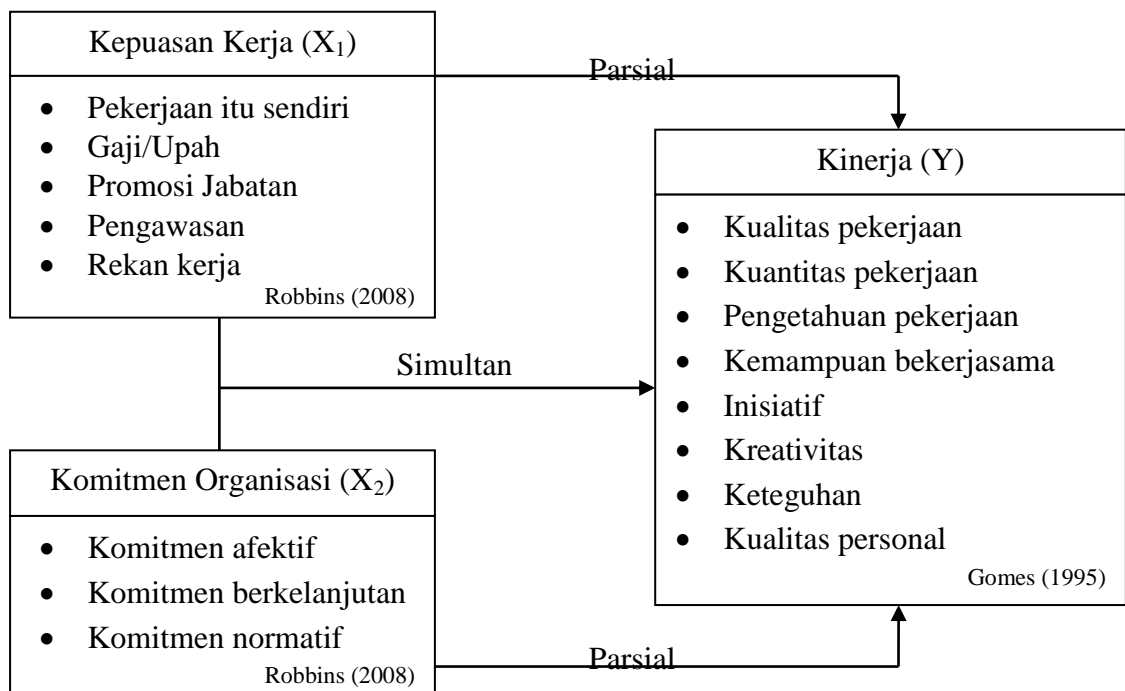 Kepuasan Kerja (X₁)
• Pekerjaan itu sendiri
• Gaji/Upah
• Promosi Jabatan
• Pengawasan
• Rekan kerja
Robbins (2008)
Parsial
Simultan
Komitmen Organisasi (X₂)
• Komitmen afektif
• Komitmen berkelanjutan
• Komitmen normatif
Robbins (2008)
Parsial
Kinerja (Y)
• Kualitas pekerjaan
• Kuantitas pekerjaan
• Pengetahuan pekerjaan
• Kemampuan bekerjasama
• Inisiatif
• Kreativitas
• Keteguhan
• Kualitas personal
Gomes (1995)